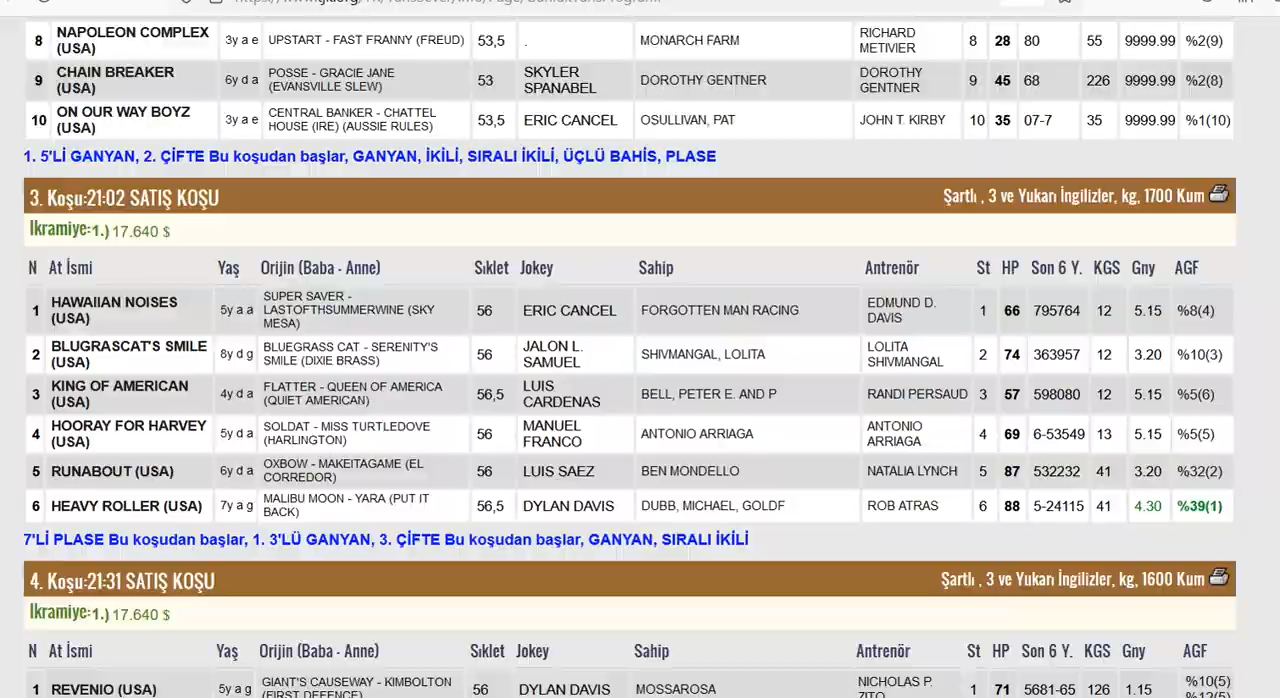 8 NAPOLEON COMPLEX (USA) 3y a e UPSTART - FAST FRANNY (FREUD) 53,5 . MONARCH FARM RICHARD METIVIER 8 28 80 55 9999.99 %2(9)
9 CHAIN BREAKER (USA) 6y d a POSSE - GRACIE JANE (EVANSVILLE SLEW) 53 SKYLER SPANABEL DOROTHY GENTNER DOROTHY GENTNER 9 45 68 226 9999.99 %2(8)
10 ON OUR WAY BOYZ (USA) 3y a e CENTRAL BANKER - CHATTEL HOUSE (IRE) (AUSSIE RULES) 53,5 ERIC CANCEL OSULLIVAN, PAT JOHN T. KIRBY 10 35 07-7 35 9999.99 %1(10)
1. 5'Lİ GANYAN, 2. ÇİFTE Bu koşudan başlar, GANYAN, İKİLİ, SIRALI İKİLİ, ÜÇLÜ BAHİS, PLASE
3. Koşu:21:02 SATIŞ KOŞU Şartlı , 3 ve Yukarı İngilizler, kg, 1700 Kum
Ikramiye:1.) 17.640 $
N At İsmi Yaş Orijin (Baba - Anne) Sıklet Jokey Sahip Antrenör St HP Son 6 Y. KGS Gny AGF
1 HAWAIIAN NOISES (USA) 5y a a SUPER SAVER - LASTOFTHSUMMERWINE (SKY MESA) 56 ERIC CANCEL FORGOTTEN MAN RACING EDMUND D. DAVIS 1 66 795764 12 5.15 %8(4)
2 BLUGRASCAT'S SMILE (USA) 8y d g BLUEGRASS CAT - SERENITY'S SMILE (DIXIE BRASS) 56 JALON L. SAMUEL SHIVMANGAL, LOLITA LOLITA SHIVMANGAL 2 74 363957 12 3.20 %10(3)
3 KING OF AMERICAN (USA) 4y d a FLATTER - QUEEN OF AMERICA (QUIET AMERICAN) 56,5 LUIS CARDENAS BELL, PETER E. AND P RANDI PERSAUD 3 57 598080 12 5.15 %5(6)
4 HOORAY FOR HARVEY (USA) 5y d a SOLDAT - MISS TURTLEDOVE (HARLINGTON) 56 MANUEL FRANCO ANTONIO ARRIAGA ANTONIO ARRIAGA 4 69 6-53549 13 5.15 %5(5)
5 RUNABOUT (USA) 6y d a OXBOW - MAKEITAGAME (EL CORREDOR) 56 LUIS SAEZ BEN MONDELLO NATALIA LYNCH 5 87 532232 41 3.20 %32(2)
6 HEAVY ROLLER (USA) 7y a g MALIBU MOON - YARA (PUT IT BACK) 56,5 DYLAN DAVIS DUBB, MICHAEL, GOLDF ROB ATRAS 6 88 5-24115 41 4.30 %39(1)
7'Lİ PLASE Bu koşudan başlar, 1. 3'LÜ GANYAN, 3. ÇİFTE Bu koşudan başlar, GANYAN, SIRALI İKİLİ
4. Koşu:21:31 SATIŞ KOŞU Şartlı , 3 ve Yukarı İngilizler, kg, 1600 Kum
Ikramiye:1.) 17.640 $
N At İsmi Yaş Orijin (Baba - Anne) Sıklet Jokey Sahip Antrenör St HP Son 6 Y. KGS Gny AGF
1 REVENIO (USA) 5y a g GIANT'S CAUSEWAY - KIMBOLTON (FIRST DEFENCE) 56 DYLAN DAVIS MOSSAROSA NICHOLAS P. ZITO 1 71 5681-65 126 1.15 %10(5)